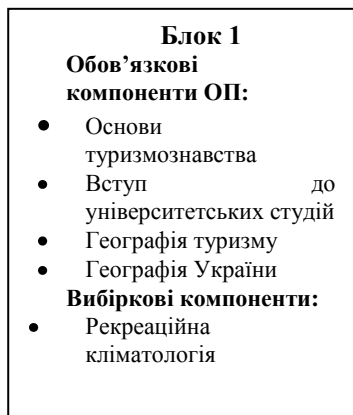 Блок 1
Обов’язкові
компоненти ОП:
• Основи
туризмознавства
• Вступ до
університетських студій
• Географія туризму
• Географія України
Вибіркові компоненти:
• Рекреаційна
кліматологія